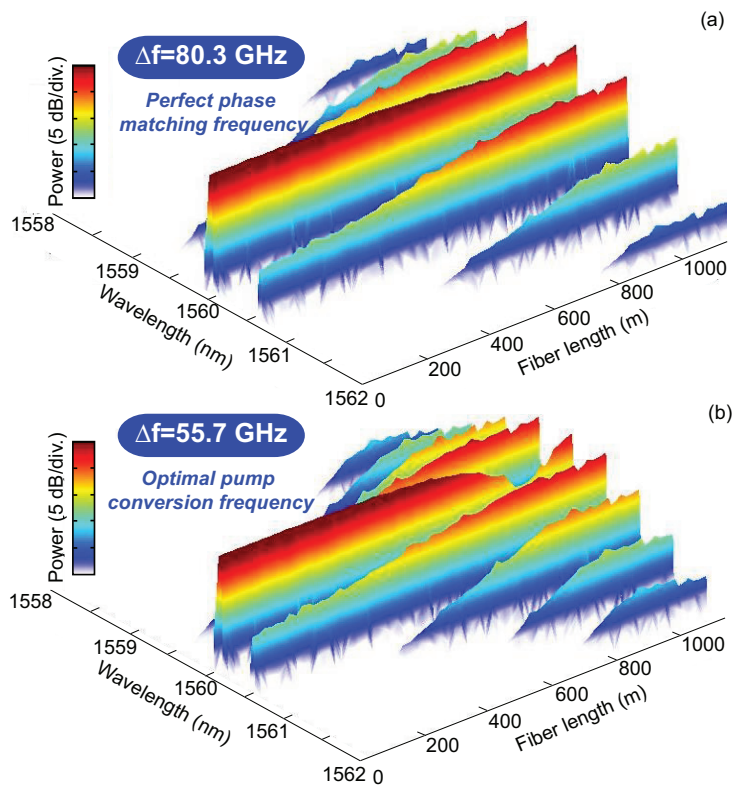 (a)
Δf=80.3 GHz
Perfect phase
matching frequency
Power (5 dB/div.)
1558
1559
1560
1561
1562
Wavelength (nm)
0
200
400
600
800
1000
Fiber length (m)
(b)
Δf=55.7 GHz
Optimal pump
conversion frequency
Power (5 dB/div.)
1558
1559
1560
1561
1562
Wavelength (nm)
0
200
400
600
800
1000
Fiber length (m)